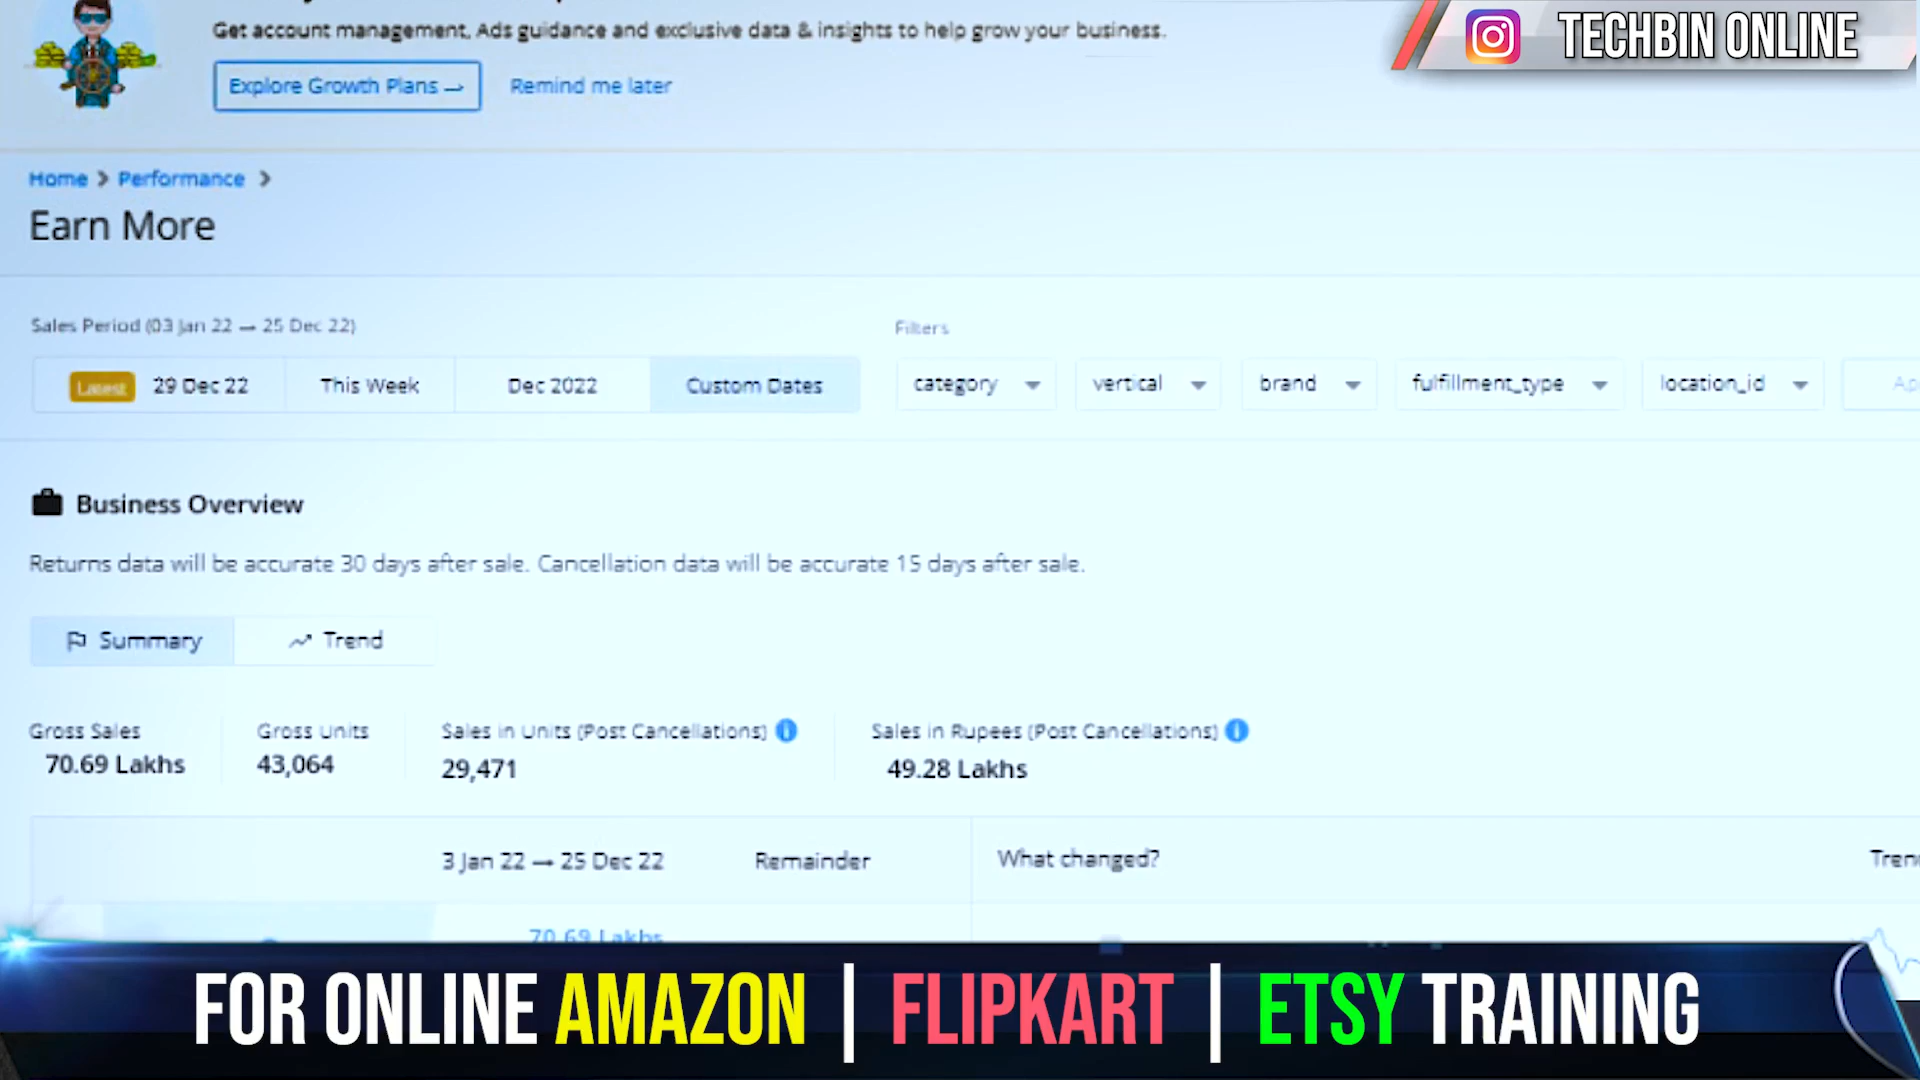 Get account management, Ads guidance and exclusive data & insights to help grow your business.
TECHBIN ONLINE
Explore Growth Plans →
Remind me later
Home > Performance >
Earn More
Sales Period (03 Jan 22 → 25 Dec 22)
Filters
Latest 29 Dec 22 This Week Dec 2022 Custom Dates
category vertical brand fulfillment_type location_id
Business Overview
Returns data will be accurate 30 days after sale. Cancellation data will be accurate 15 days after sale.
Summary Trend
Gross Sales Gross Units Sales in Units (Post Cancellations) Sales in Rupees (Post Cancellations)
70.69 Lakhs 43,064 29,471 49.28 Lakhs
3 Jan 22 → 25 Dec 22 Remainder What changed?
70.69 Lakhs
FOR ONLINE AMAZON | FLIPKART | ETSY TRAINING